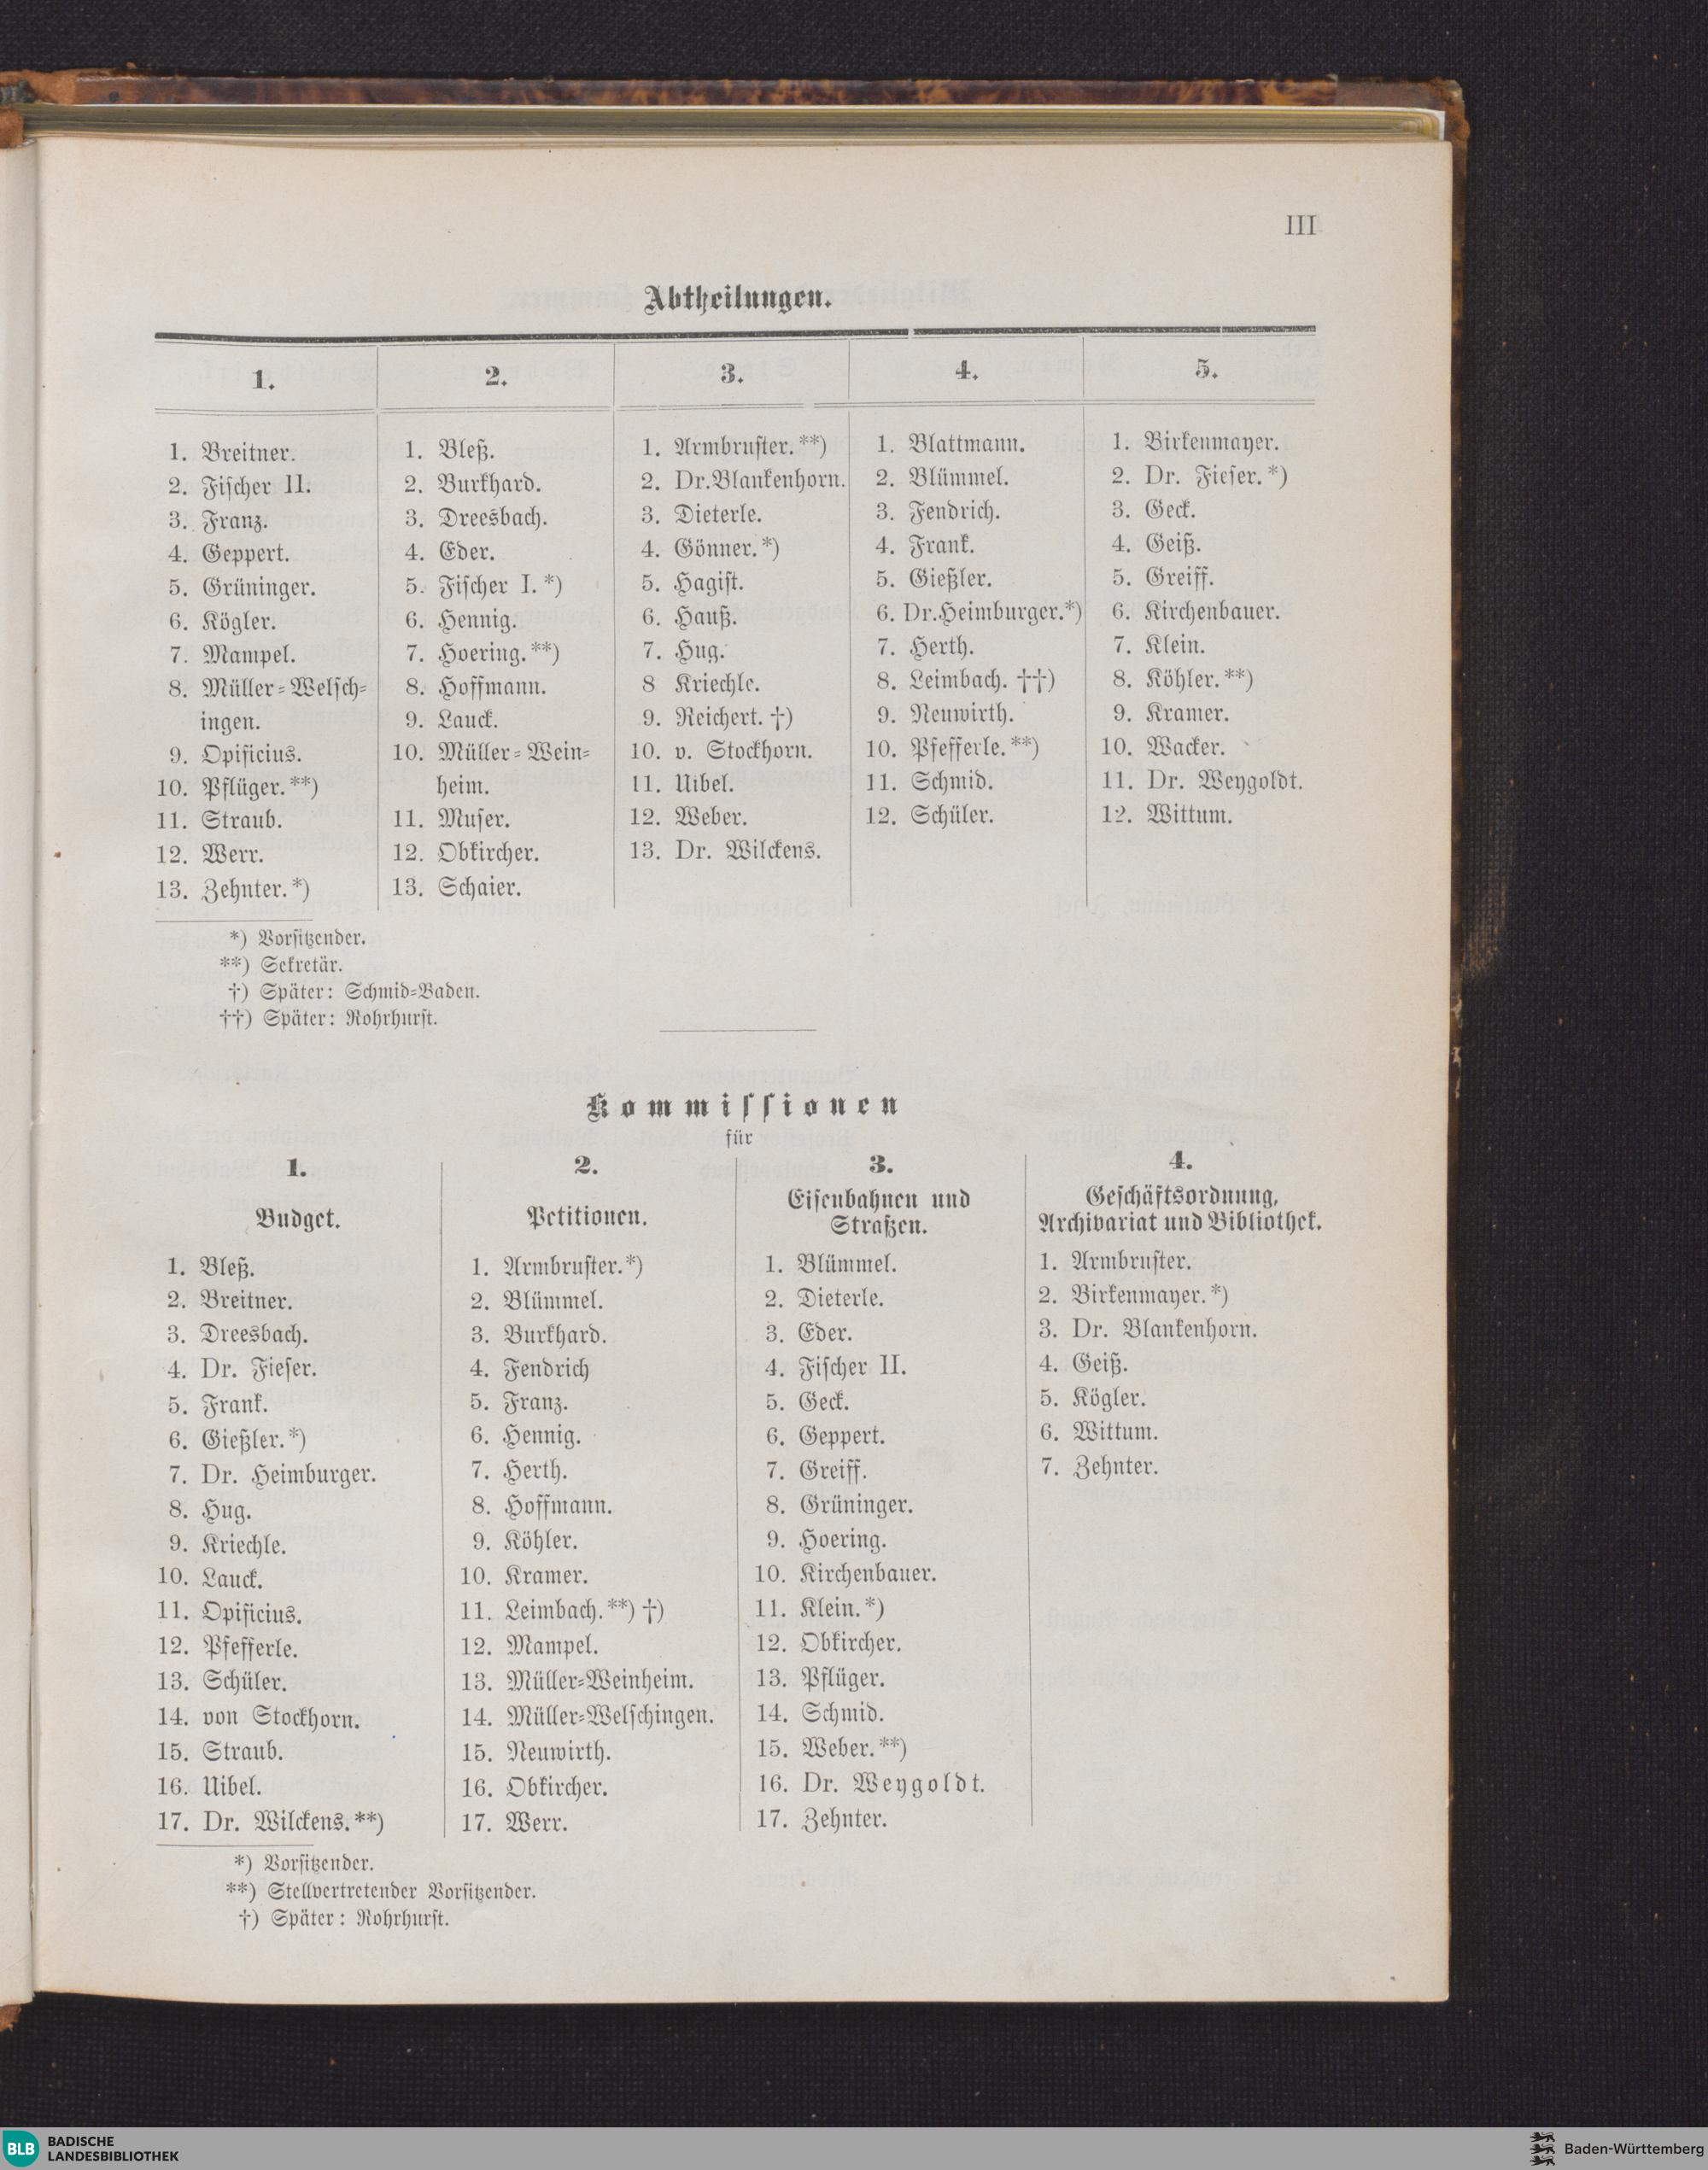 III
Abtheilungen.
1.
1. Breitner.
2. Fischer II.
3. Franz.
4. Geppert.
5. Grüninger.
6. Kögler.
7. Mampel.
8. Müller=Welsch=
ingen.
9. Opificius.
10. Pflüger.**)
11. Straub.
12. Werr.
13. Zehnter.*)
2.
1. Bleß.
2. Burkhard.
3. Dreesbach.
4. Eder.
5. Fischer I.*)
6. Hennig.
7. Hoering.**)
8. Hoffmann.
9. Lauck.
10. Müller=Wein=
heim.
11. Muser.
12. Obkircher.
13. Schaier.
3.
1. Armbruster.**)
2. Dr.Blankenhorn.
3. Dieterle.
4. Gönner.*)
5. Hagist.
6. Hauß.
7. Hug.
8 Kriechle.
9. Reichert. †)
10. v. Stockhorn.
11. Uibel.
12. Weber.
13. Dr. Wilckens.
4.
1. Blattmann.
2. Blümmel.
3. Fendrich.
4. Frank.
5. Gießler.
6. Dr.Heimburger.*)
7. Herth.
8. Leimbach. ††)
9. Neuwirth.
10. Pfefferle.**)
11. Schmid.
12. Schüler.
5.
1. Birkenmayer.
2. Dr. Fieser.*)
3. Geck.
4. Geiß.
5. Greiff.
6. Kirchenbauer.
7. Klein.
8. Köhler.**)
9. Kramer.
10. Wacker.
11. Dr. Weygoldt.
12. Wittum.
*) Vorsitzender.
**) Sekretär.
†) Später: Schmid=Baden.
††) Später: Rohrhurst.
Kommissionen
für
1.
Budget.
1. Bleß.
2. Breitner.
3. Dreesbach.
4. Dr. Fieser.
5. Frank.
6. Gießler.*)
7. Dr. Heimburger.
8. Hug.
9. Kriechle.
10. Lauck.
11. Opificius.
12. Pfefferle.
13. Schüler.
14. von Stockhorn.
15. Straub.
16. Uibel.
17. Dr. Wilckens.**)
2.
Petitionen.
1. Armbruster.*)
2. Blümmel.
3. Burkhard.
4. Fendrich
5. Franz.
6. Hennig.
7. Herth.
8. Hoffmann.
9. Köhler.
10. Kramer.
11. Leimbach.**) †)
12. Mampel.
13. Müller=Weinheim.
14. Müller=Welschingen.
15. Neuwirth.
16. Obkircher.
17. Werr.
3.
Eisenbahnen und
Straßen.
1. Blümmel.
2. Dieterle.
3. Eder.
4. Fischer II.
5. Geck.
6. Geppert.
7. Greiff.
8. Grüninger.
9. Hoering.
10. Kirchenbauer.
11. Klein.*)
12. Obkircher.
13. Pflüger.
14. Schmid.
15. Weber.**)
16. Dr. Weygoldt.
17. Zehnter.
4.
Geschäftsordnung,
Archivariat und Bibliothek.
1. Armbruster.
2. Birkenmayer.*)
3. Dr. Blankenhorn.
4. Geiß.
5. Kögler.
6. Wittum.
7. Zehnter.
*) Vorsitzender.
**) Stellvertretender Vorsitzender.
†) Später: Rohrhurst.
BLB
BADISCHE
LANDESBIBLIOTHEK
Baden-Württemberg